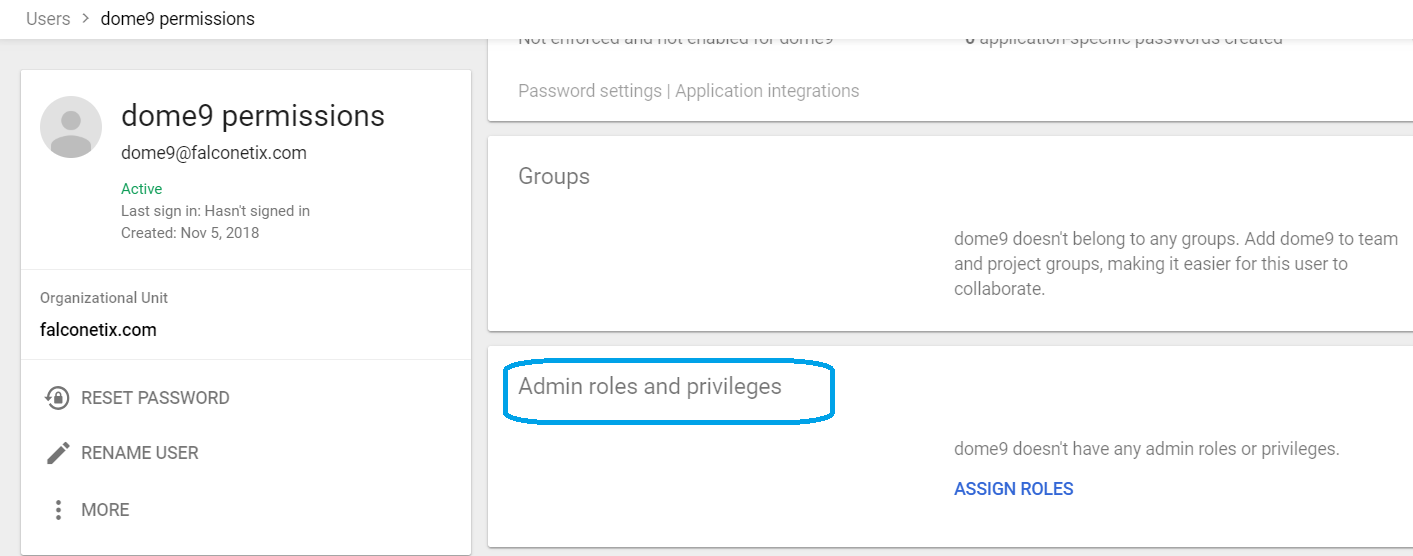 Users > dome9 permissions
dome9 permissions
dome9@falconetix.com
Active
Last sign in: Hasn't signed in
Created: Nov 5, 2018
Organizational Unit
falconetix.com
RESET PASSWORD
RENAME USER
MORE
Not enforced and not enabled for dome9
0 application-specific passwords created
Password settings | Application integrations
Groups
dome9 doesn't belong to any groups. Add dome9 to team
and project groups, making it easier for this user to
collaborate.
Admin roles and privileges
dome9 doesn't have any admin roles or privileges.
ASSIGN ROLES